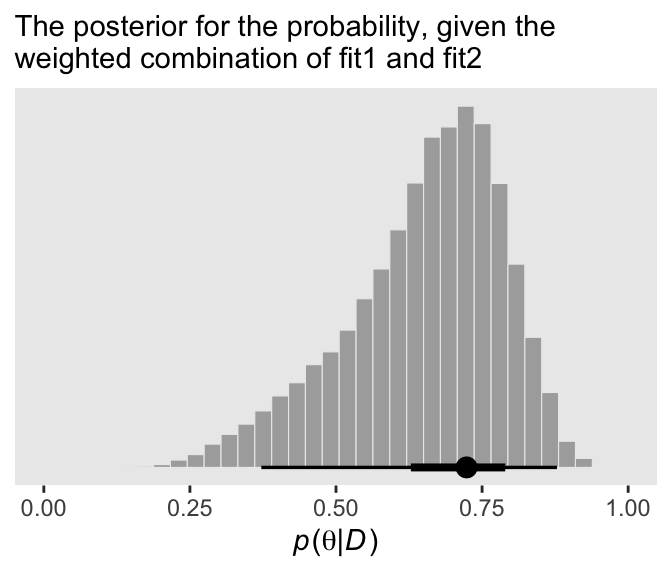 The posterior for the probability, given the
weighted combination of fit1 and fit2
0.00 0.25 0.50 0.75 1.00
p(θ|D)